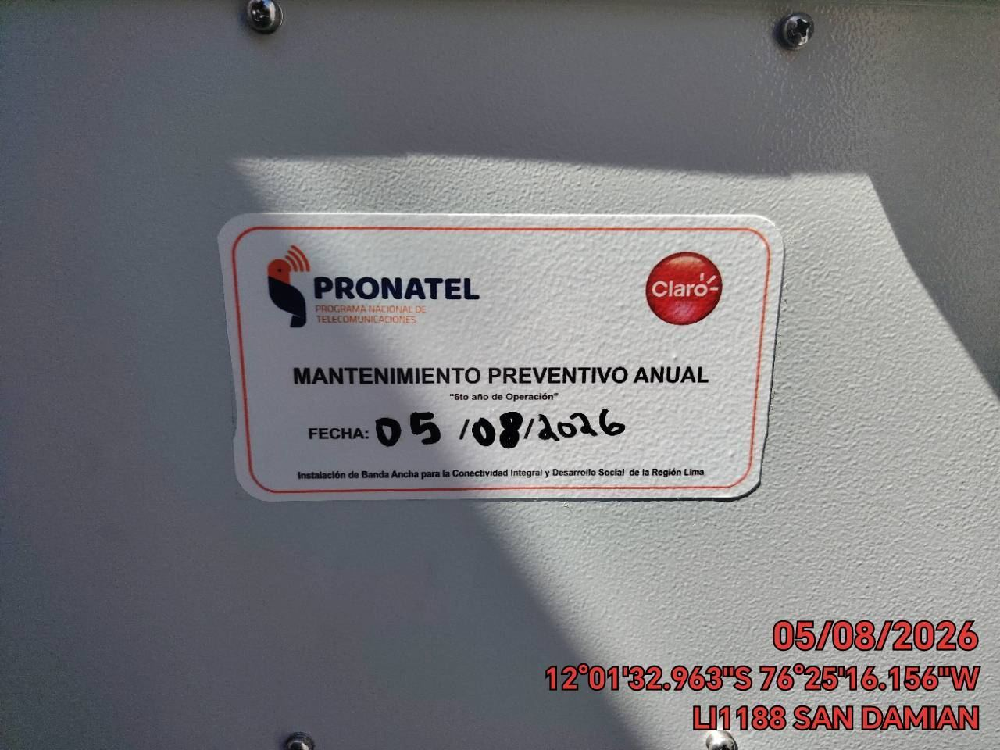 PRONATEL
PROGRAMA NACIONAL DE
TELECOMUNICACIONES
Claro
MANTENIMIENTO PREVENTIVO ANUAL
"6to año de Operación"
FECHA: 05/08/2026
Instalación de Banda Ancha para la Conectividad Integral y Desarrollo Social de la Región Lima
05/08/2026
12°01'32.963"S 76°25'16.156"W
LI1188 SAN DAMIAN